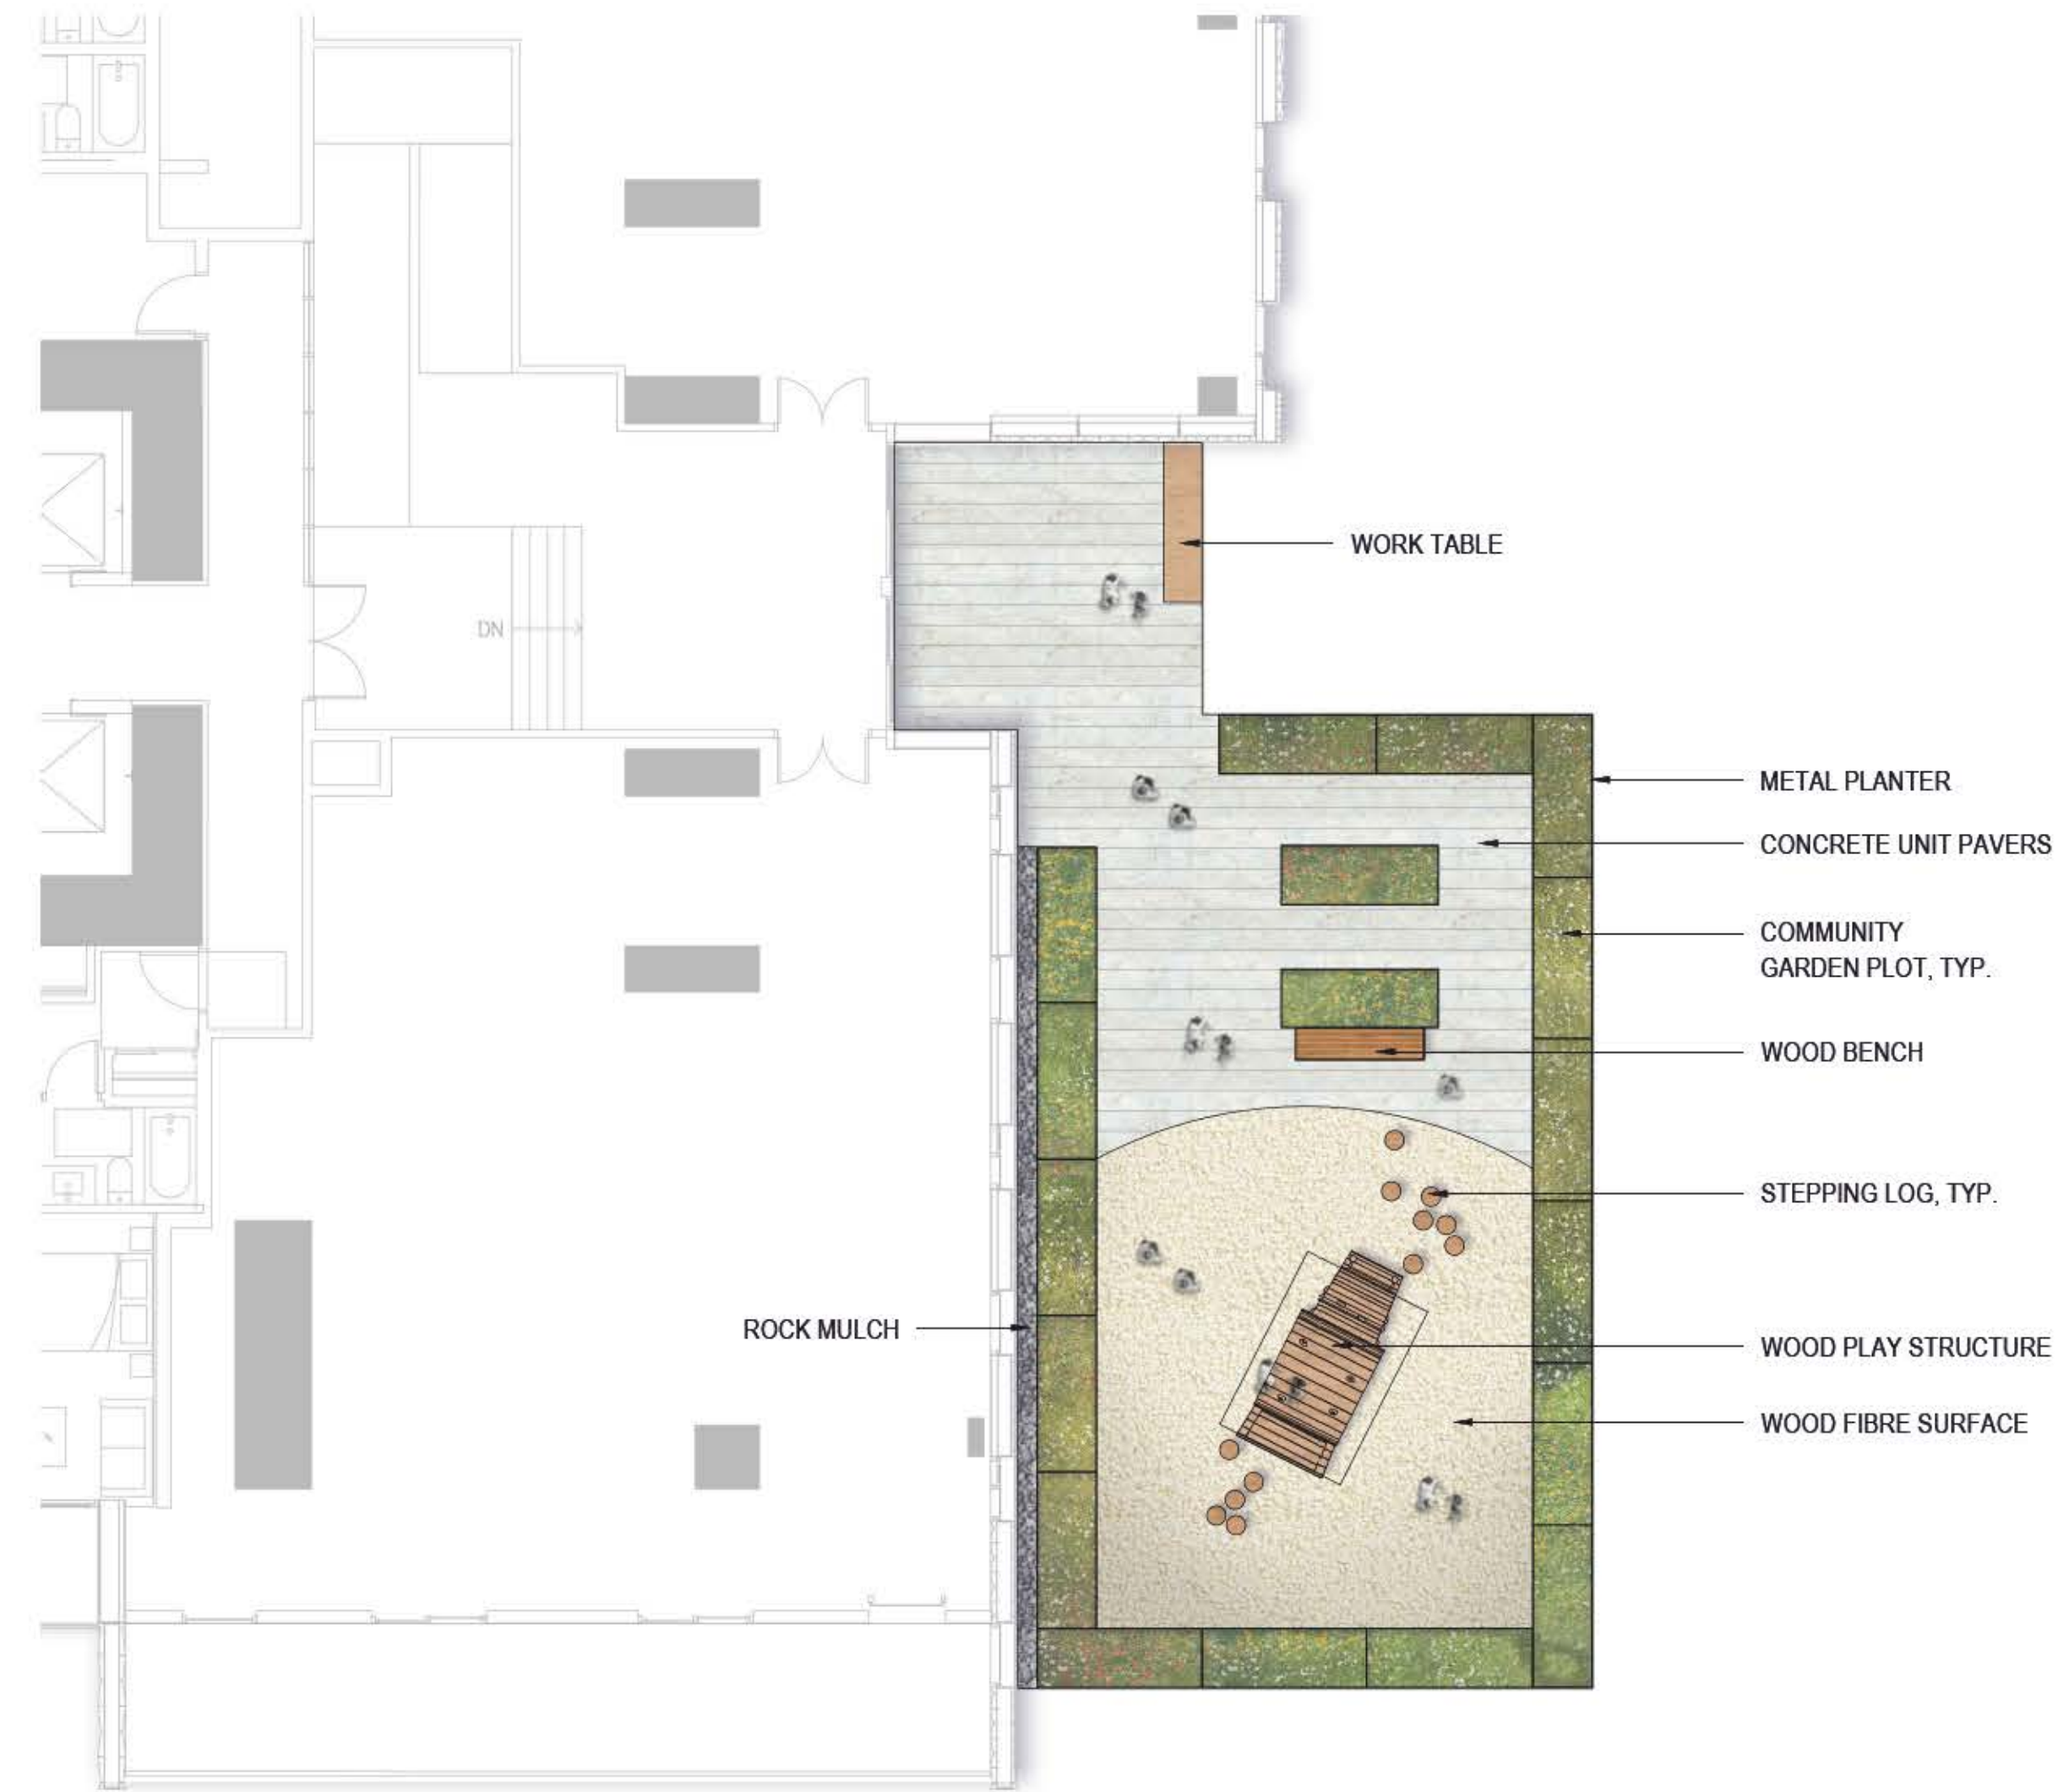 WORK TABLE
DN
METAL PLANTER
CONCRETE UNIT PAVERS
COMMUNITY
GARDEN PLOT, TYP.
WOOD BENCH
STEPPING LOG, TYP.
ROCK MULCH
WOOD PLAY STRUCTURE
WOOD FIBRE SURFACE